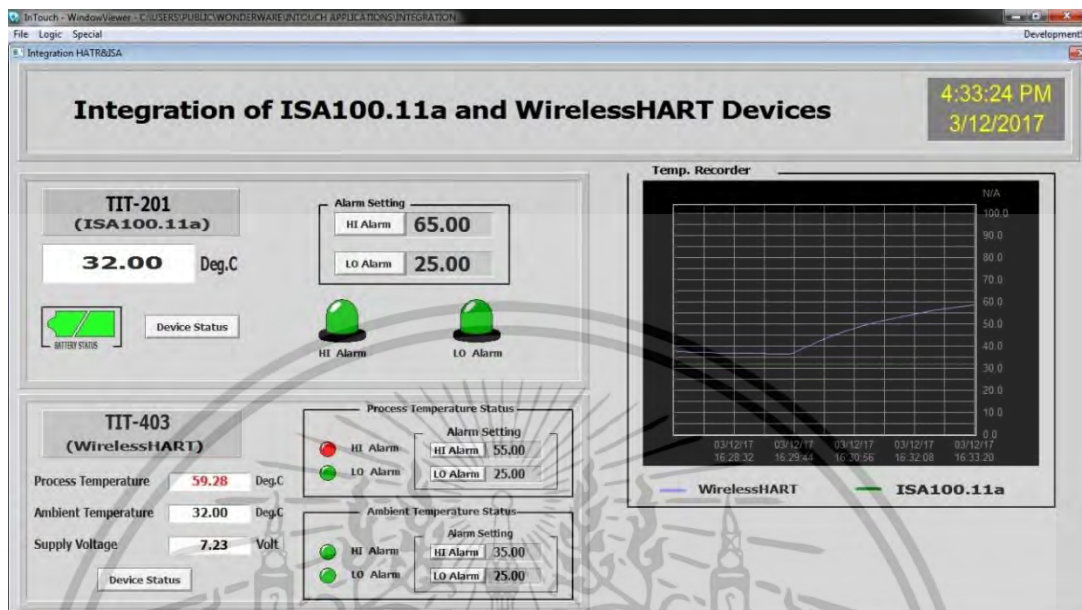 InTouch - WindowViewer - C:\USERS\PUBLIC\WONDERWARE\INTOUCH APPLICATIONS\INTEGRATION
File Logic Special
Development!
Integration HATR&ISA
Integration of ISA100.11a and WirelessHART Devices
4:33:24 PM
3/12/2017
TIT-201
(ISA100.11a)
32.00 Deg.C
BATTERY STATUS
Device Status
Alarm Setting
HI Alarm 65.00
LO Alarm 25.00
HI Alarm
LO Alarm
Temp. Recorder
N/A
100.0
90.0
80.0
70.0
60.0
50.0
40.0
30.0
20.0
10.0
0.0
03/12/17 03/12/17 03/12/17 03/12/17 03/12/17
16:28:32 16:29:44 16:30:56 16:32:08 16:33:20
WirelessHART ISA100.11a
TIT-403
(WirelessHART)
Process Temperature 59.28 Deg.C
Ambient Temperature 32.00 Deg.C
Supply Voltage 7.23 Volt
Device Status
Process Temperature Status
Alarm Setting
HI Alarm HI Alarm 55.00
LO Alarm LO Alarm 25.00
Ambient Temperature Status
Alarm Setting
HI Alarm HI Alarm 35.00
LO Alarm LO Alarm 25.00